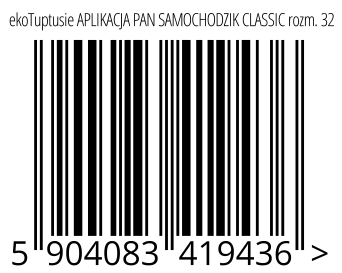 ekoTuptusie APLIKACJA PAN SAMOCHODZIK CLASSIC rozm. 32
5 904083 419436 >